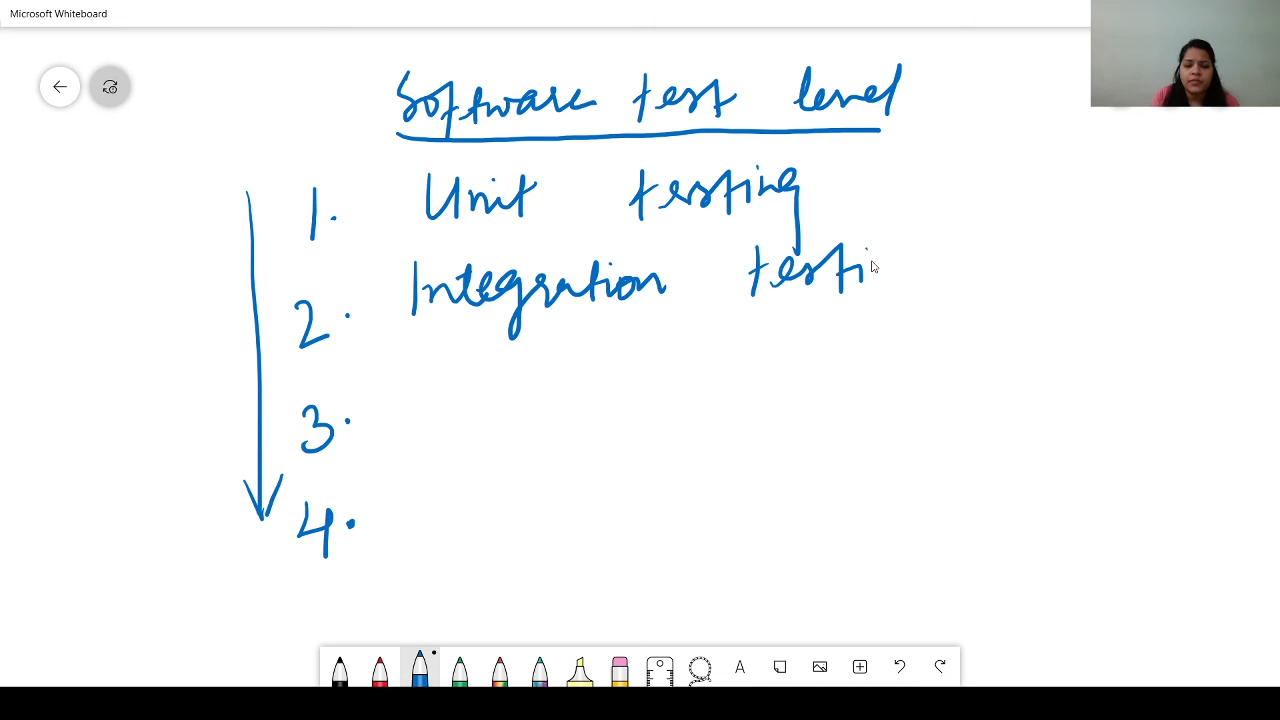 Microsoft Whiteboard
Software test level
1. Unit testing
2. Integration testi
3.
4.
A